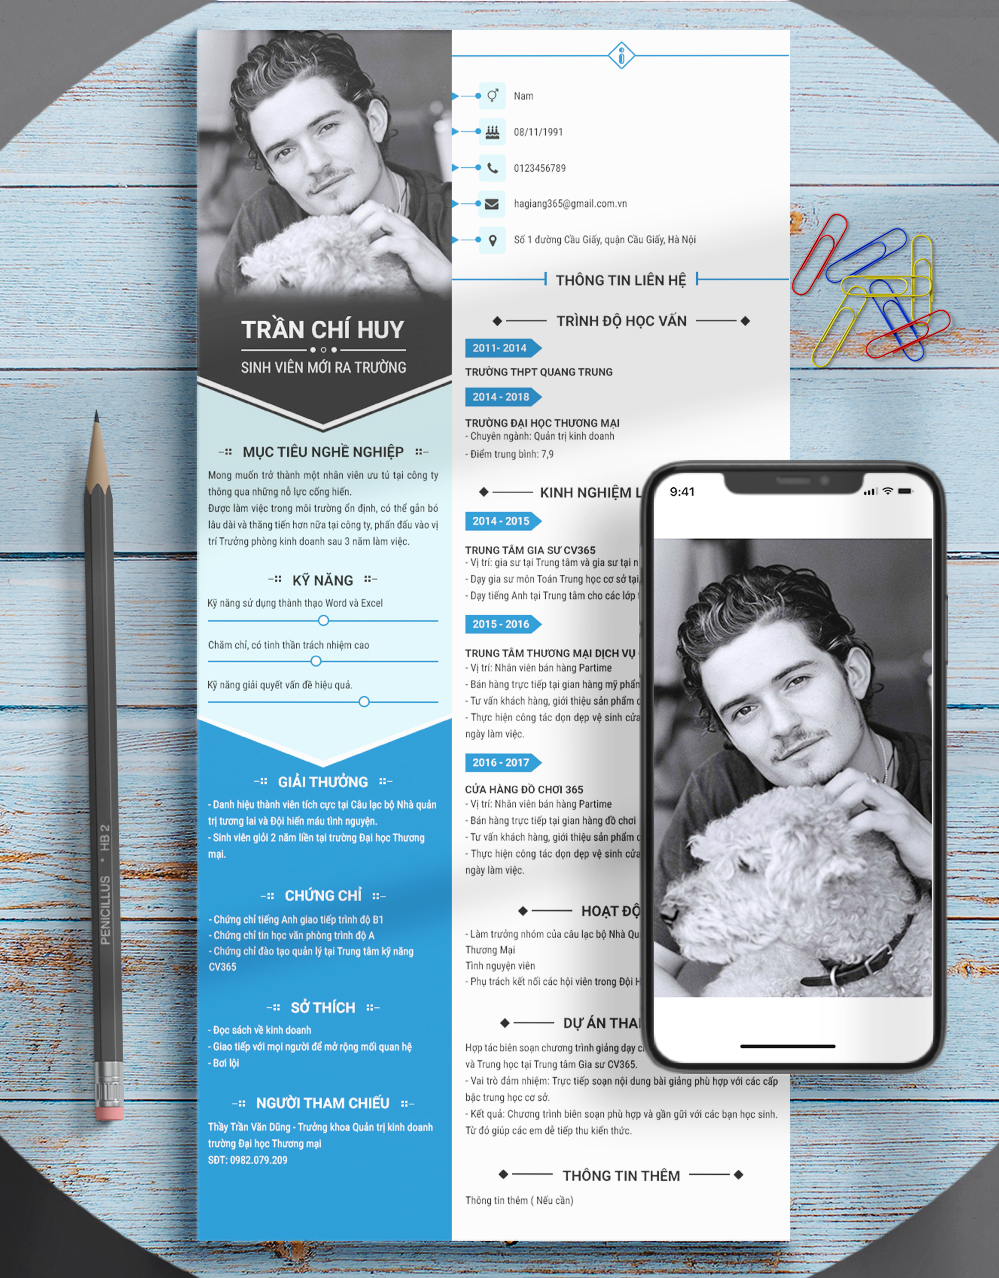 Nam
08/11/1991
0123456789
hagiang365@gmail.com.vn
Số 1 đường Cầu Giấy, quận Cầu Giấy, Hà Nội
THÔNG TIN LIÊN HỆ
TRẦN CHÍ HUY
SINH VIÊN MỚI RA TRƯỜNG
MỤC TIÊU NGHỀ NGHIỆP
Mong muốn trở thành một nhân viên ưu tú tại công ty
thông qua những nỗ lực cống hiến.
Được làm việc trong môi trường ổn định, có thể gắn bó
lâu dài và thăng tiến hơn nữa tại công ty, phấn đấu vào vị
trí Trưởng phòng kinh doanh sau 3 năm làm việc.
KỸ NĂNG
Kỹ năng sử dụng thành thạo Word và Excel
Chăm chỉ, có tinh thần trách nhiệm cao
Kỹ năng giải quyết vấn đề hiệu quả.
GIẢI THƯỞNG
- Danh hiệu thành viên tích cực tại Câu lạc bộ Nhà quản
trị tương lai và Đội hiến máu tình nguyện.
- Sinh viên giỏi 2 năm liền tại trường Đại học Thương
mại.
CHỨNG CHỈ
- Chứng chỉ tiếng Anh giao tiếp trình độ B1
- Chứng chỉ tin học văn phòng trình độ A
- Chứng chỉ đào tạo quản lý tại Trung tâm kỹ năng
CV365
SỞ THÍCH
- Đọc sách về kinh doanh
- Giao tiếp với mọi người để mở rộng mối quan hệ
- Bơi lội
NGƯỜI THAM CHIẾU
Thầy Trần Văn Dũng - Trưởng khoa Quản trị kinh doanh
trường Đại học Thương mại
SĐT: 0982.079.209
TRÌNH ĐỘ HỌC VẤN
2011- 2014
TRƯỜNG THPT QUANG TRUNG
2014 - 2018
TRƯỜNG ĐẠI HỌC THƯƠNG MẠI
- Chuyên ngành: Quản trị kinh doanh
- Điểm trung bình: 7,9
KINH NGHIỆM L
2014 - 2015
TRUNG TÂM GIA SƯ CV365
- Vị trí: gia sư tại Trung tâm và gia sư tại n
- Dạy gia sư môn Toán Trung học cơ sở tại
- Dạy tiếng Anh tại Trung tâm cho các lớp
2015 - 2016
TRUNG TÂM THƯƠNG MẠI DỊCH VỤ
- Vị trí: Nhân viên bán hàng Partime
- Bán hàng trực tiếp tại gian hàng mỹ phẩn
- Tư vấn khách hàng, giới thiệu sản phẩm
- Thực hiện công tác dọn dẹp vệ sinh cửa
ngày làm việc.
2016 - 2017
CỬA HÀNG ĐỒ CHƠI 365
- Vị trí: Nhân viên bán hàng Partime
- Bán hàng trực tiếp tại gian hàng đồ chơi
- Tư vấn khách hàng, giới thiệu sản phẩm
- Thực hiện công tác dọn dẹp vệ sinh cửa
ngày làm việc.
HOẠT ĐỘ
- Làm trưởng nhóm của câu lạc bộ Nhà Qu
Thương Mại
Tình nguyện viên
- Phụ trách kết nối các hội viên trong Đội H
DỰ ÁN THA
Hợp tác biên soạn chương trình giảng dạy
và Trung học tại Trung tâm Gia sư CV365.
- Vai trò đảm nhiệm: Trực tiếp soạn nội dung bài giảng phù hợp với các cấp
bậc trung học cơ sở.
- Kết quả: Chương trình biên soạn phù hợp và gần gũi với các bạn học sinh.
Từ đó giúp các em dễ tiếp thu kiến thức.
THÔNG TIN THÊM
Thông tin thêm ( Nếu cần)
9:41
PENICILLUS * HB 2